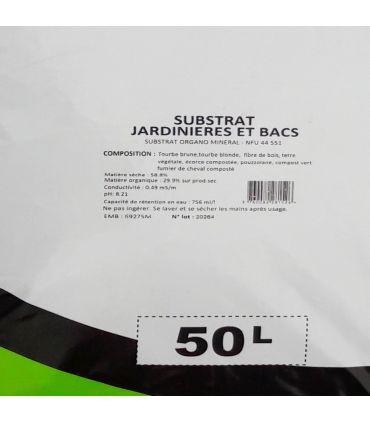 SUBSTRAT
JARDINIERES ET BACS
SUBSTRAT ORGANO MINERAL - NFU 44 551
COMPOSITION : Tourbe brune,tourbe blonde, fibre de bois, terre
végétale, écorce compostée, pouzzolane, compost vert
fumier de cheval composté
Matière sèche : 58.8%
Matière organique : 29.9% sur prod sec
Conductivité : 0.49 mS/m
pH: 8.21
Capacité de rétention en eau : 756 ml/l
Ne pas ingérer. Se laver et se sécher les mains après usage.
EMB : 69275M N° lot : 20284
50 L